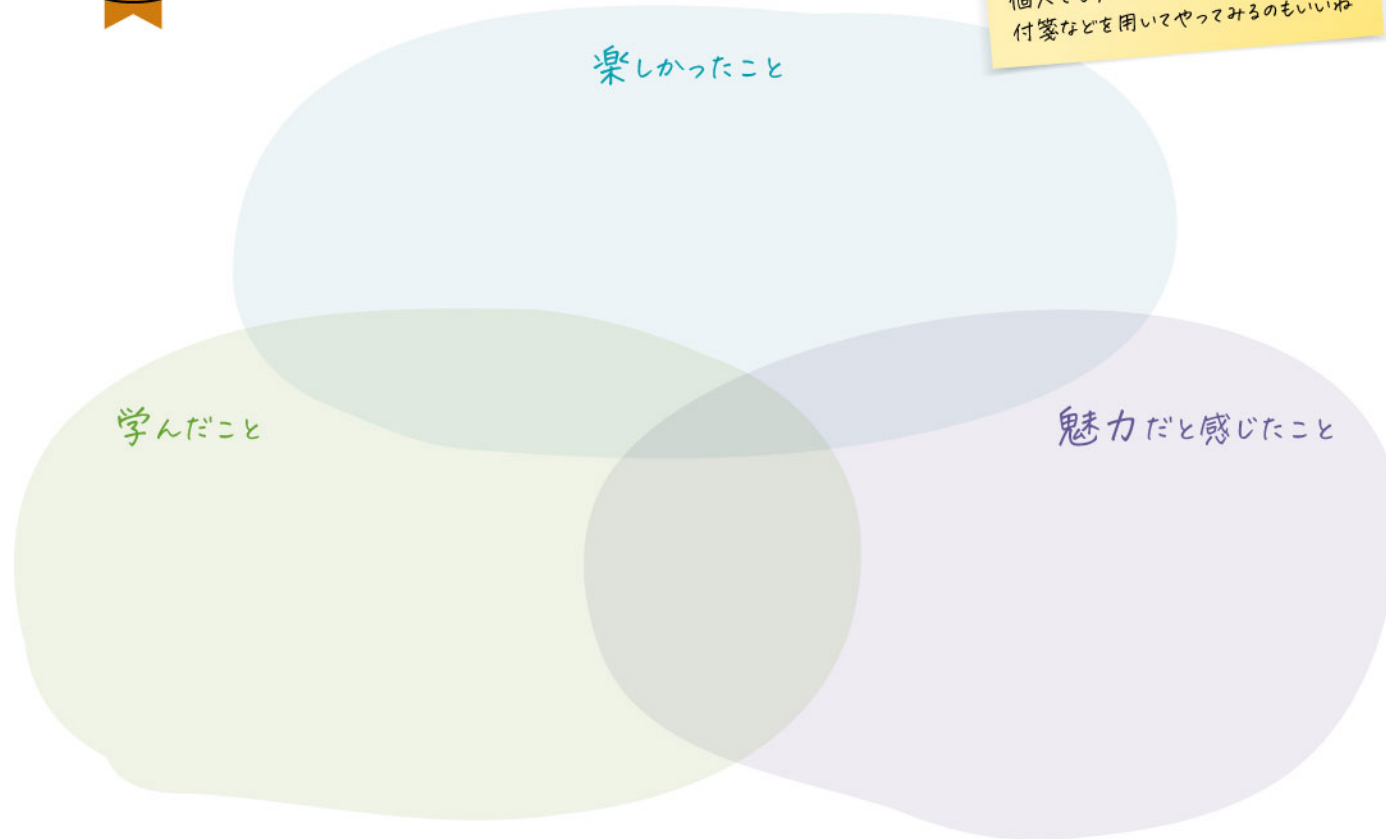 付箋などを用いてやってみるのもいいね
楽しかったこと
学んだこと
魅力だと感じたこと